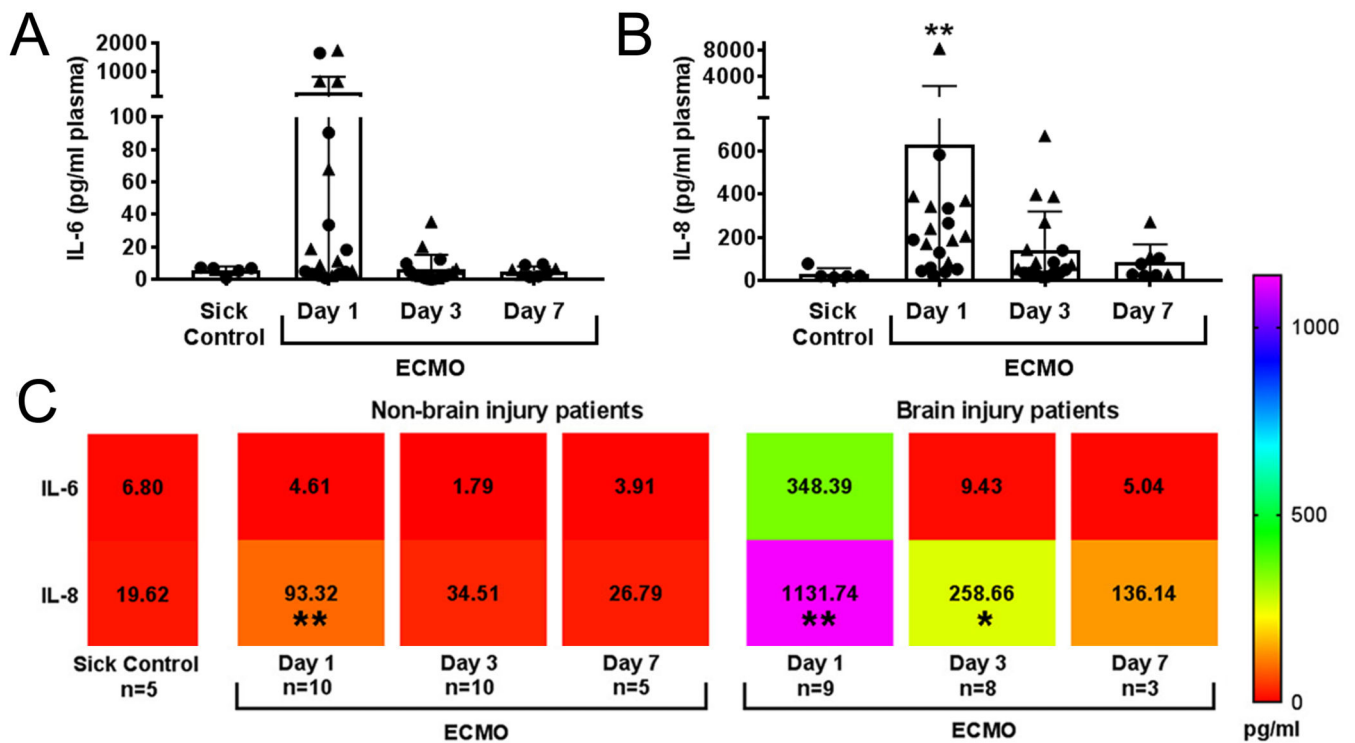 A
IL-6 (pg/ml plasma)
2000
1000
100
80
60
40
20
0
Sick
Control
Day 1
Day 3
Day 7
ECMO
B
IL-8 (pg/ml plasma)
**
8000
4000
600
400
200
0
Sick
Control
Day 1
Day 3
Day 7
ECMO
C
Non-brain injury patients
Brain injury patients
IL-6
6.80
4.61
1.79
3.91
348.39
9.43
5.04
IL-8
19.62
93.32
**
34.51
26.79
1131.74
**
258.66
*
136.14
Sick Control
n=5
Day 1
n=10
Day 3
n=10
Day 7
n=5
ECMO
Day 1
n=9
Day 3
n=8
Day 7
n=3
ECMO
1000
500
0
pg/ml